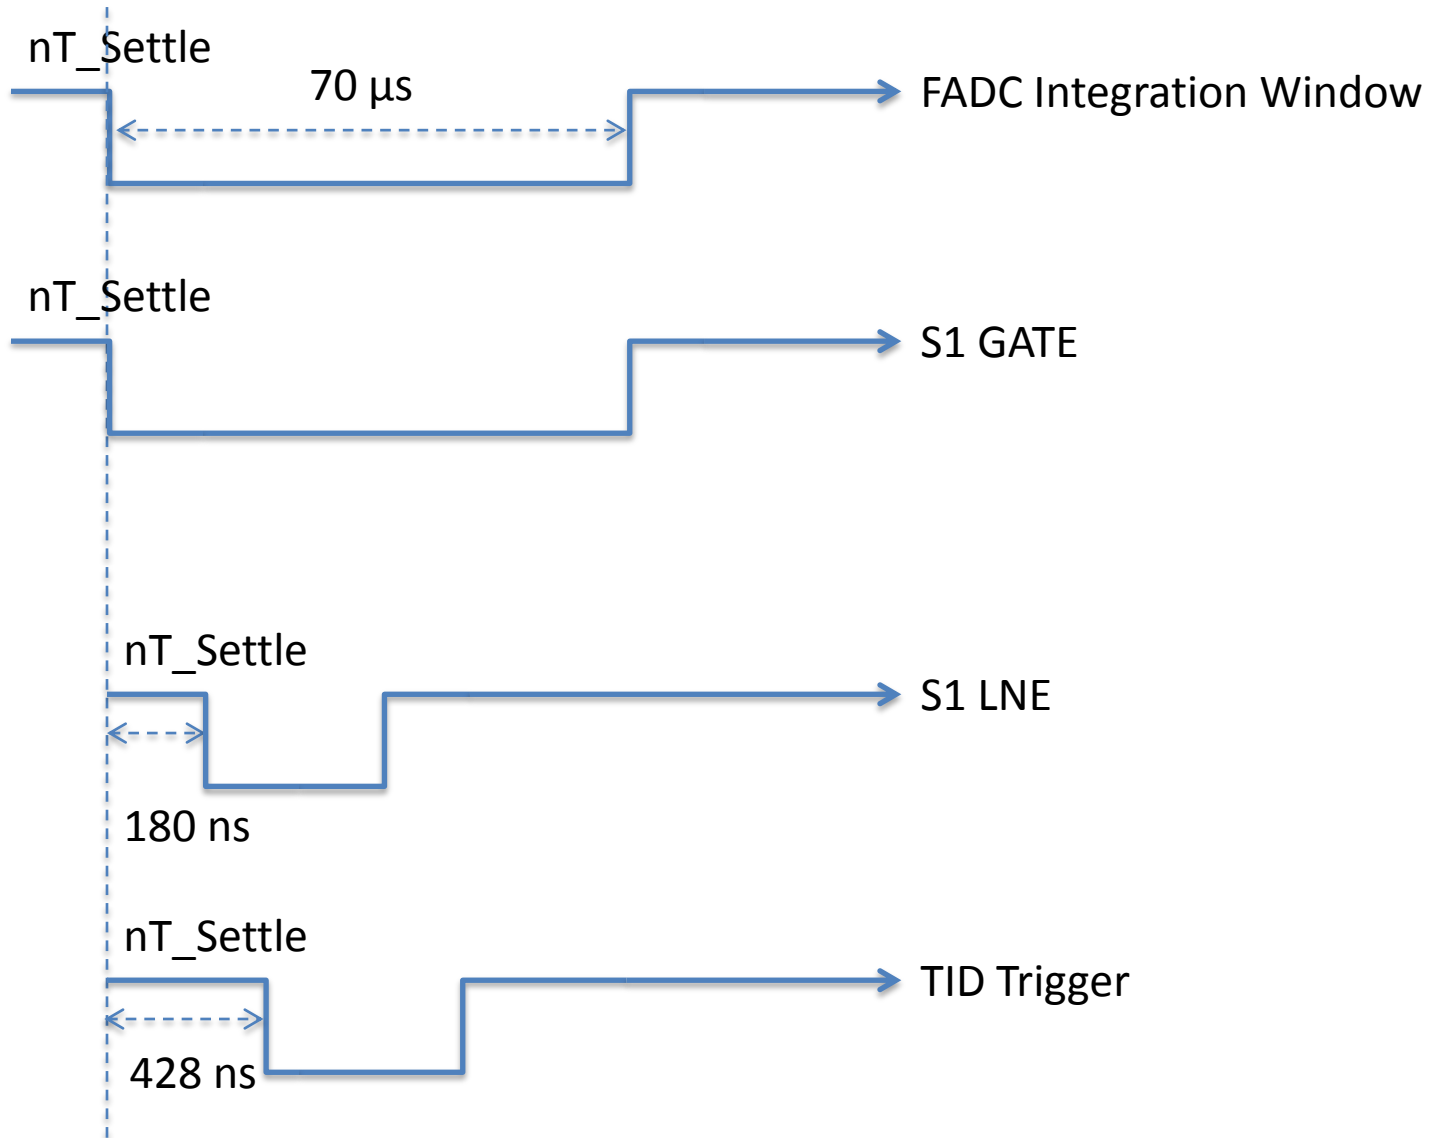 nT_Settle
70 µs
FADC Integration Window
nT_Settle
S1 GATE
nT_Settle
S1 LNE
180 ns
nT_Settle
TID Trigger
428 ns